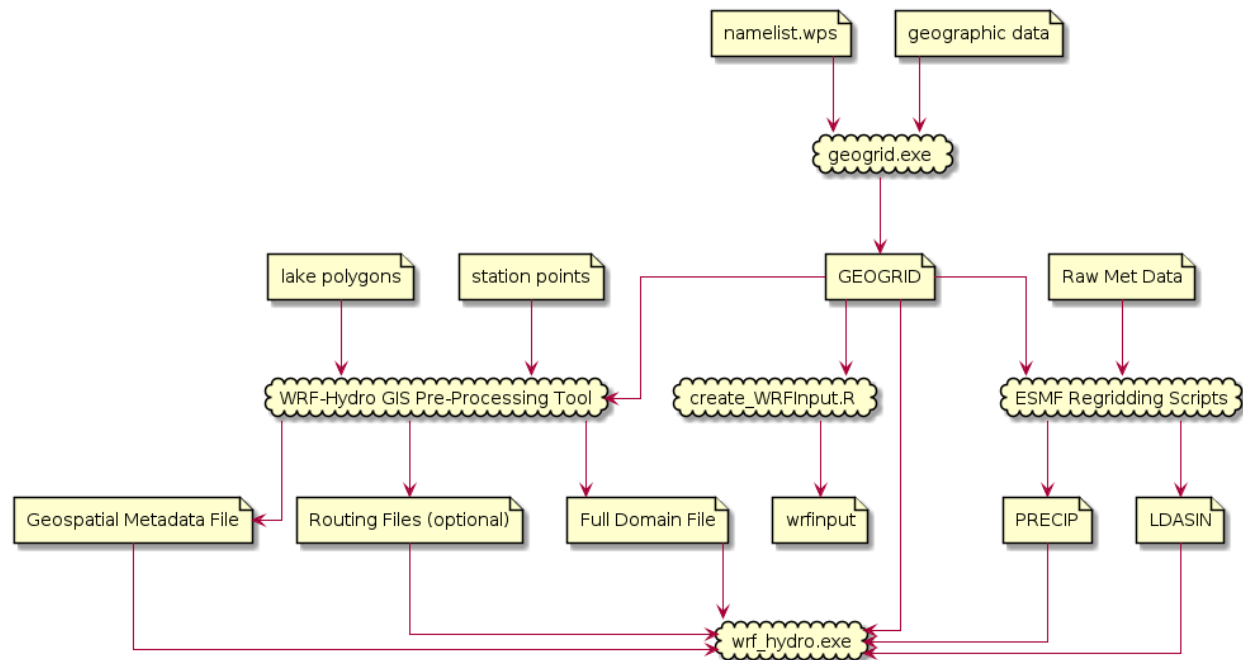 namelist.wps
geographic data
geogrid.exe
lake polygons
station points
GEOGRID
Raw Met Data
WRF-Hydro GIS Pre-Processing Tool
create_WRFInput.R
ESMF Regridding Scripts
Geospatial Metadata File
Routing Files (optional)
Full Domain File
wrfinput
PRECIP
LDASIN
wrf_hydro.exe